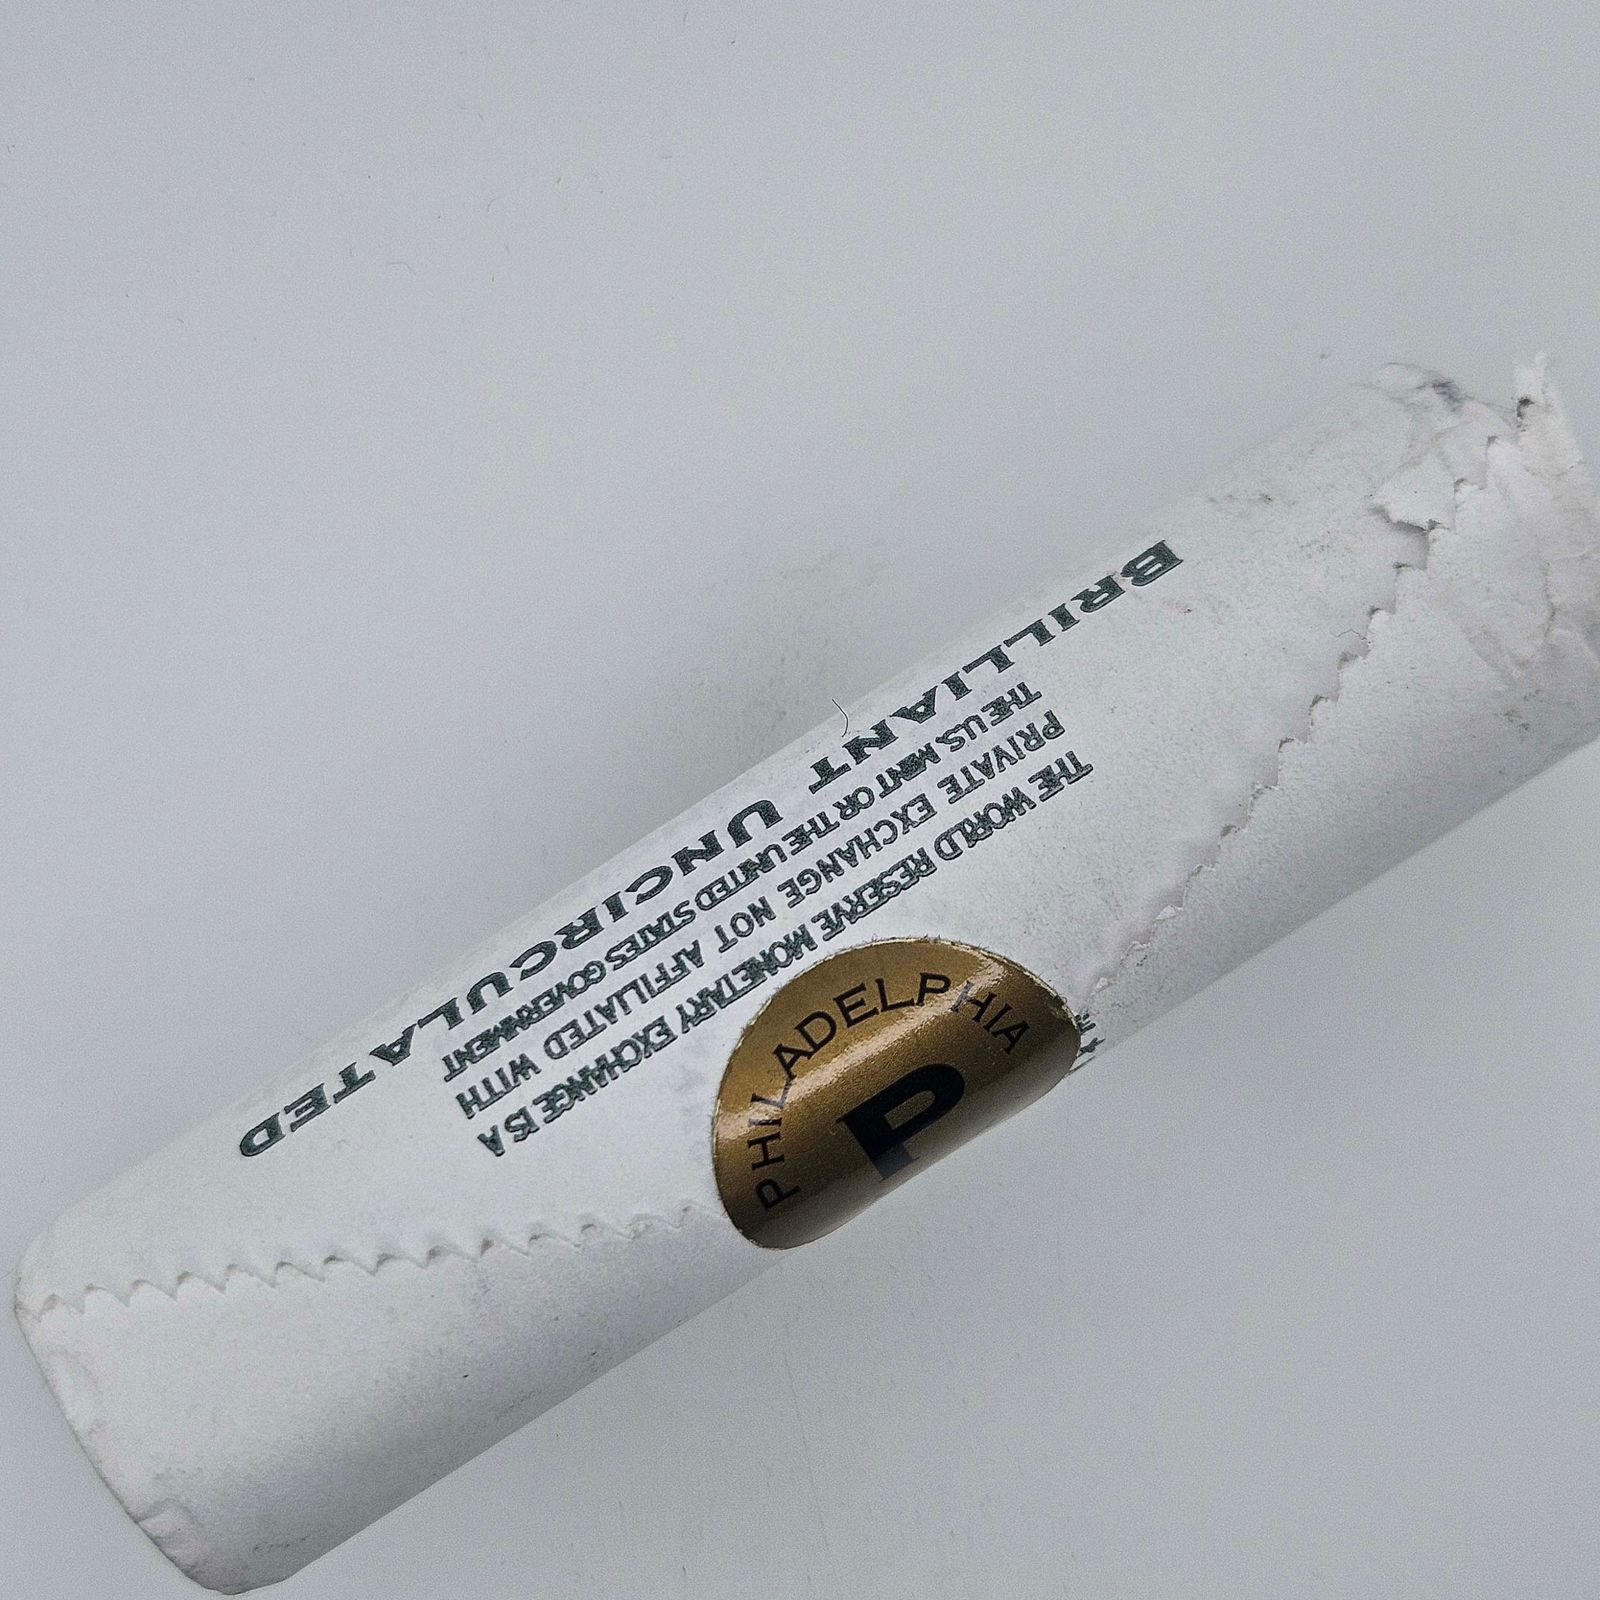 THE WORLD RESERVE MONETARY EXCHANGE IS A
PRIVATE EXCHANGE NOT AFFILIATED WITH
THE U.S. MINT OR THE UNITED STATES GOVERNMENT
BRILLIANT UNCIRCULATED
PHILADELPHIA
P